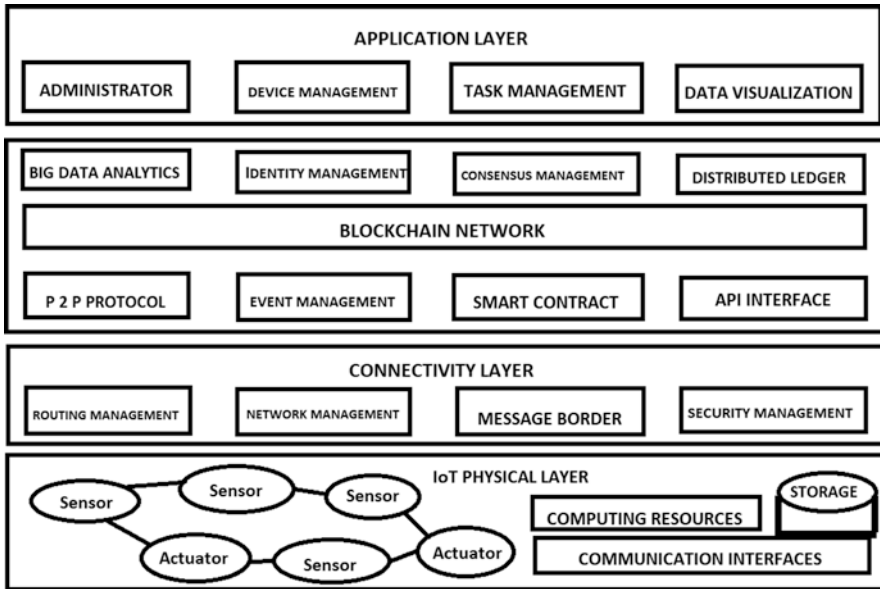 APPLICATION LAYER
ADMINISTRATOR
DEVICE MANAGEMENT
TASK MANAGEMENT
DATA VISUALIZATION
BIG DATA ANALYTICS
IDENTITY MANAGEMENT
CONSENSUS MANAGEMENT
DISTRIBUTED LEDGER
BLOCKCHAIN NETWORK
P 2 P PROTOCOL
EVENT MANAGEMENT
SMART CONTRACT
API INTERFACE
CONNECTIVITY LAYER
ROUTING MANAGEMENT
NETWORK MANAGEMENT
MESSAGE BORDER
SECURITY MANAGEMENT
IoT PHYSICAL LAYER
Sensor
Sensor
Sensor
Actuator
Sensor
Actuator
STORAGE
COMPUTING RESOURCES
COMMUNICATION INTERFACES